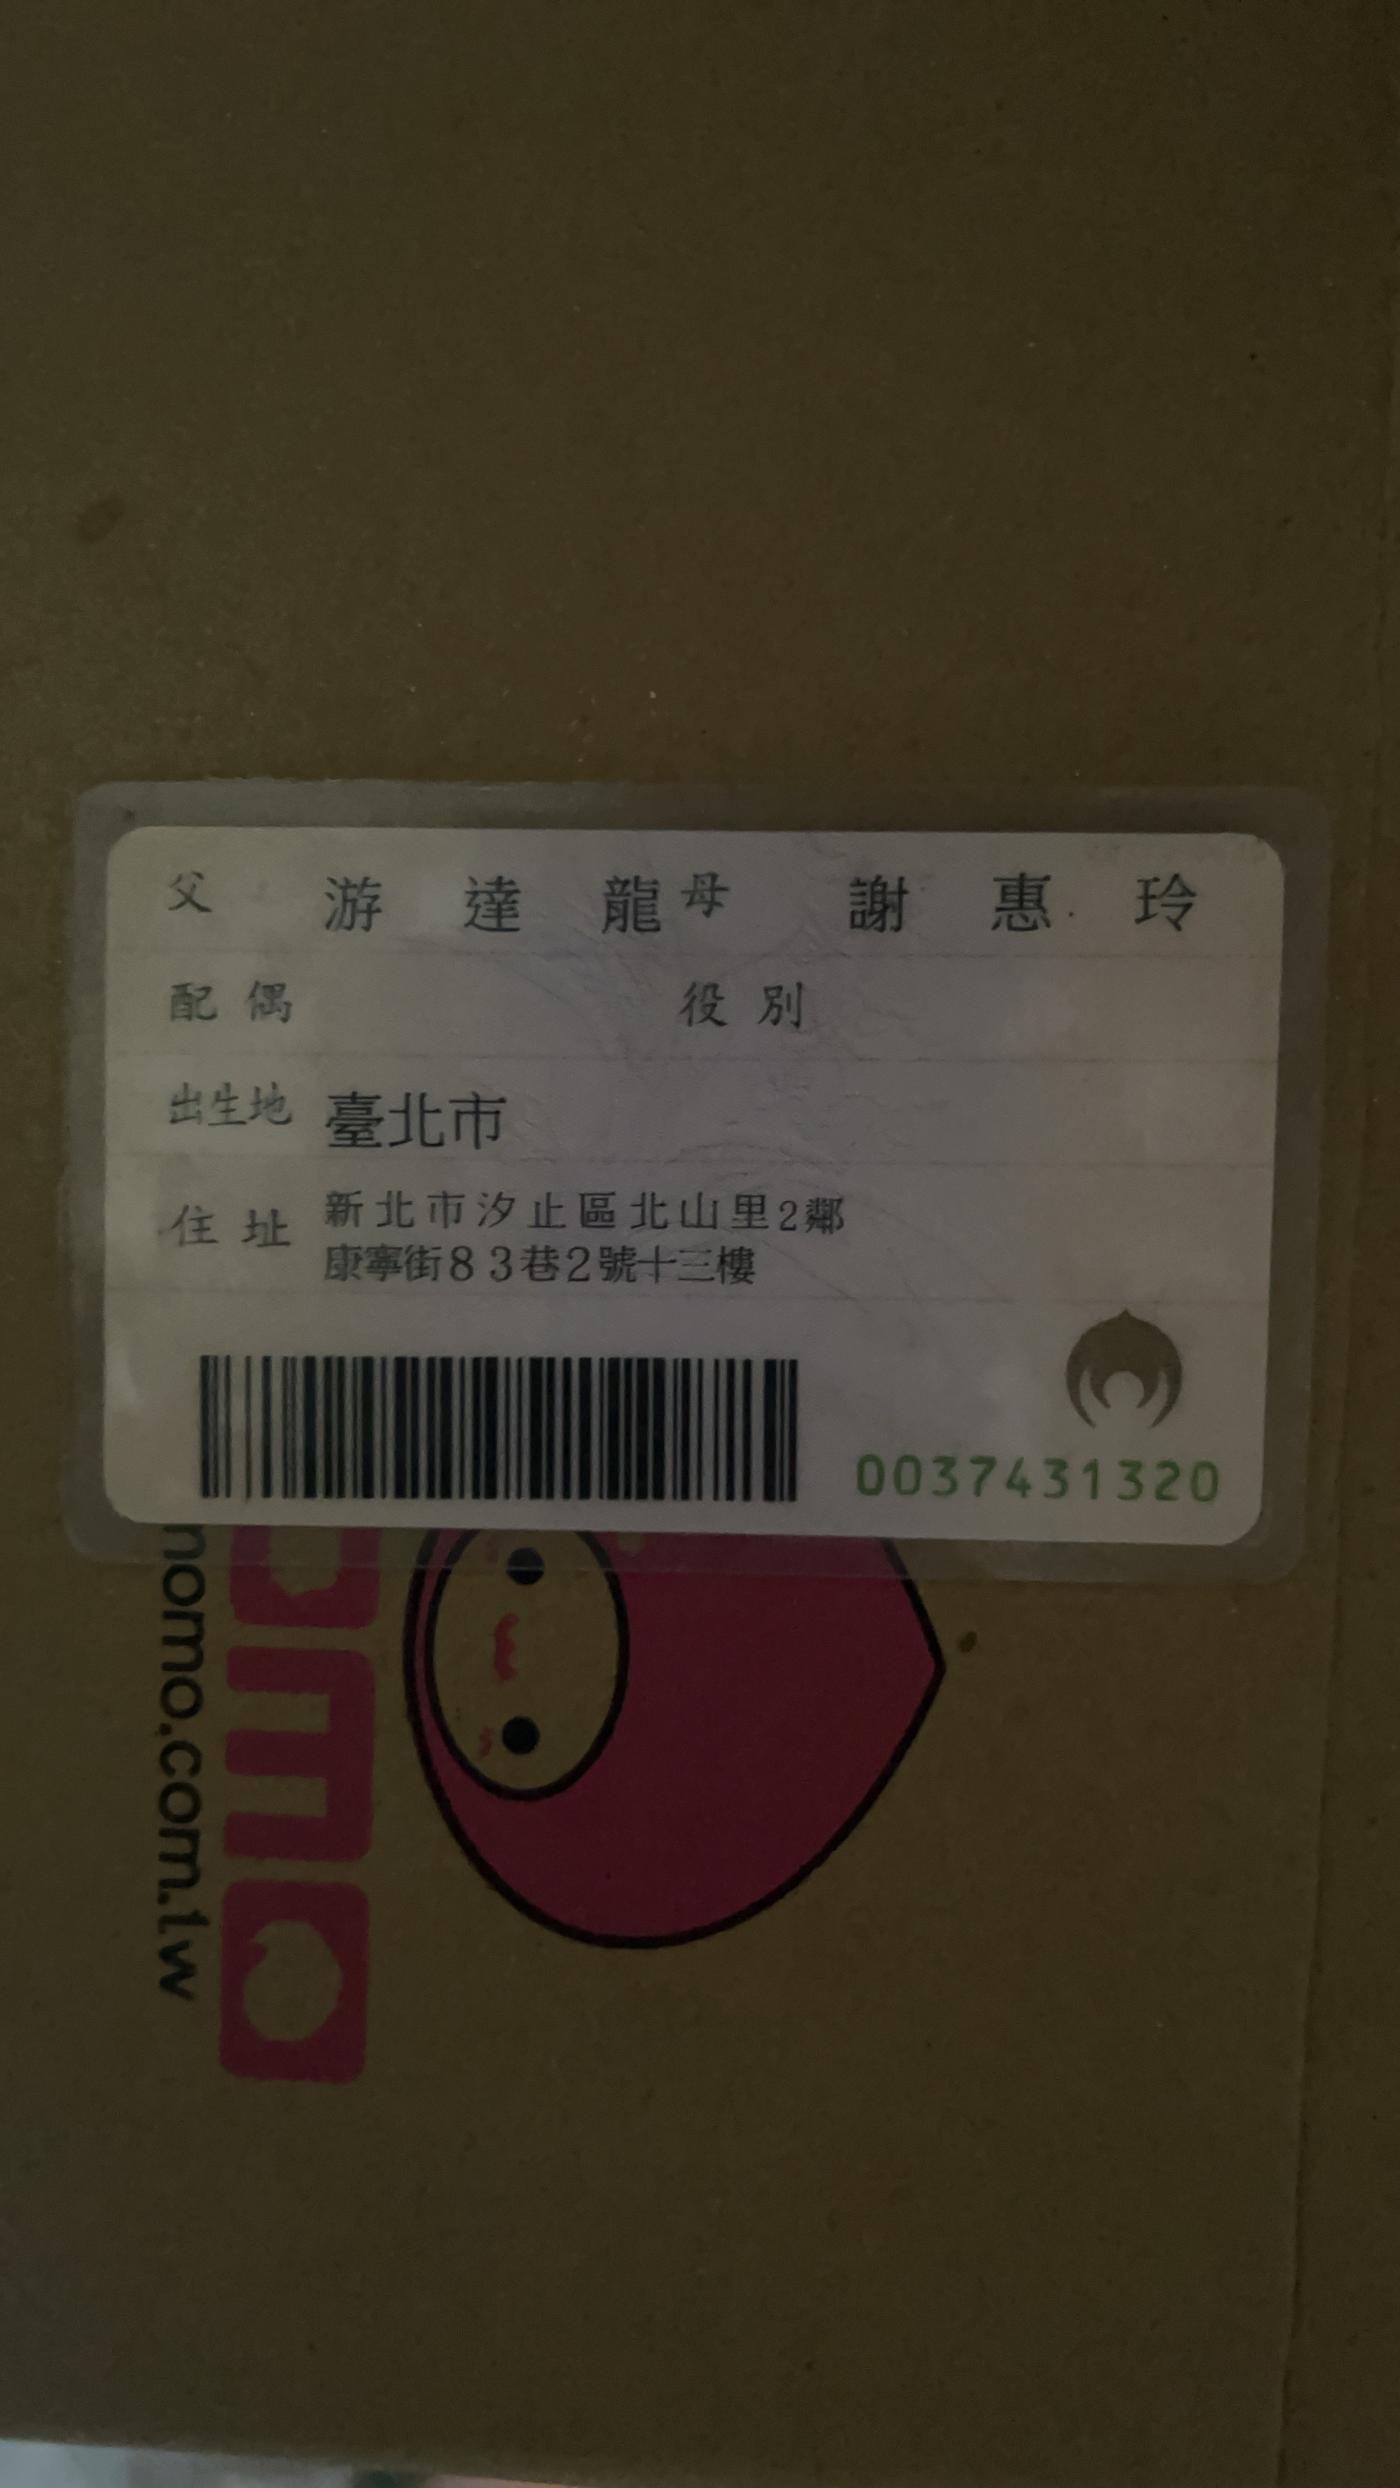 父 游達龍 母 謝惠玲
配偶 役別
出生地 臺北市
住址 新北市汐止區北山里2鄰
康寧街83巷2號十三樓
0037431320
momo.com.tw